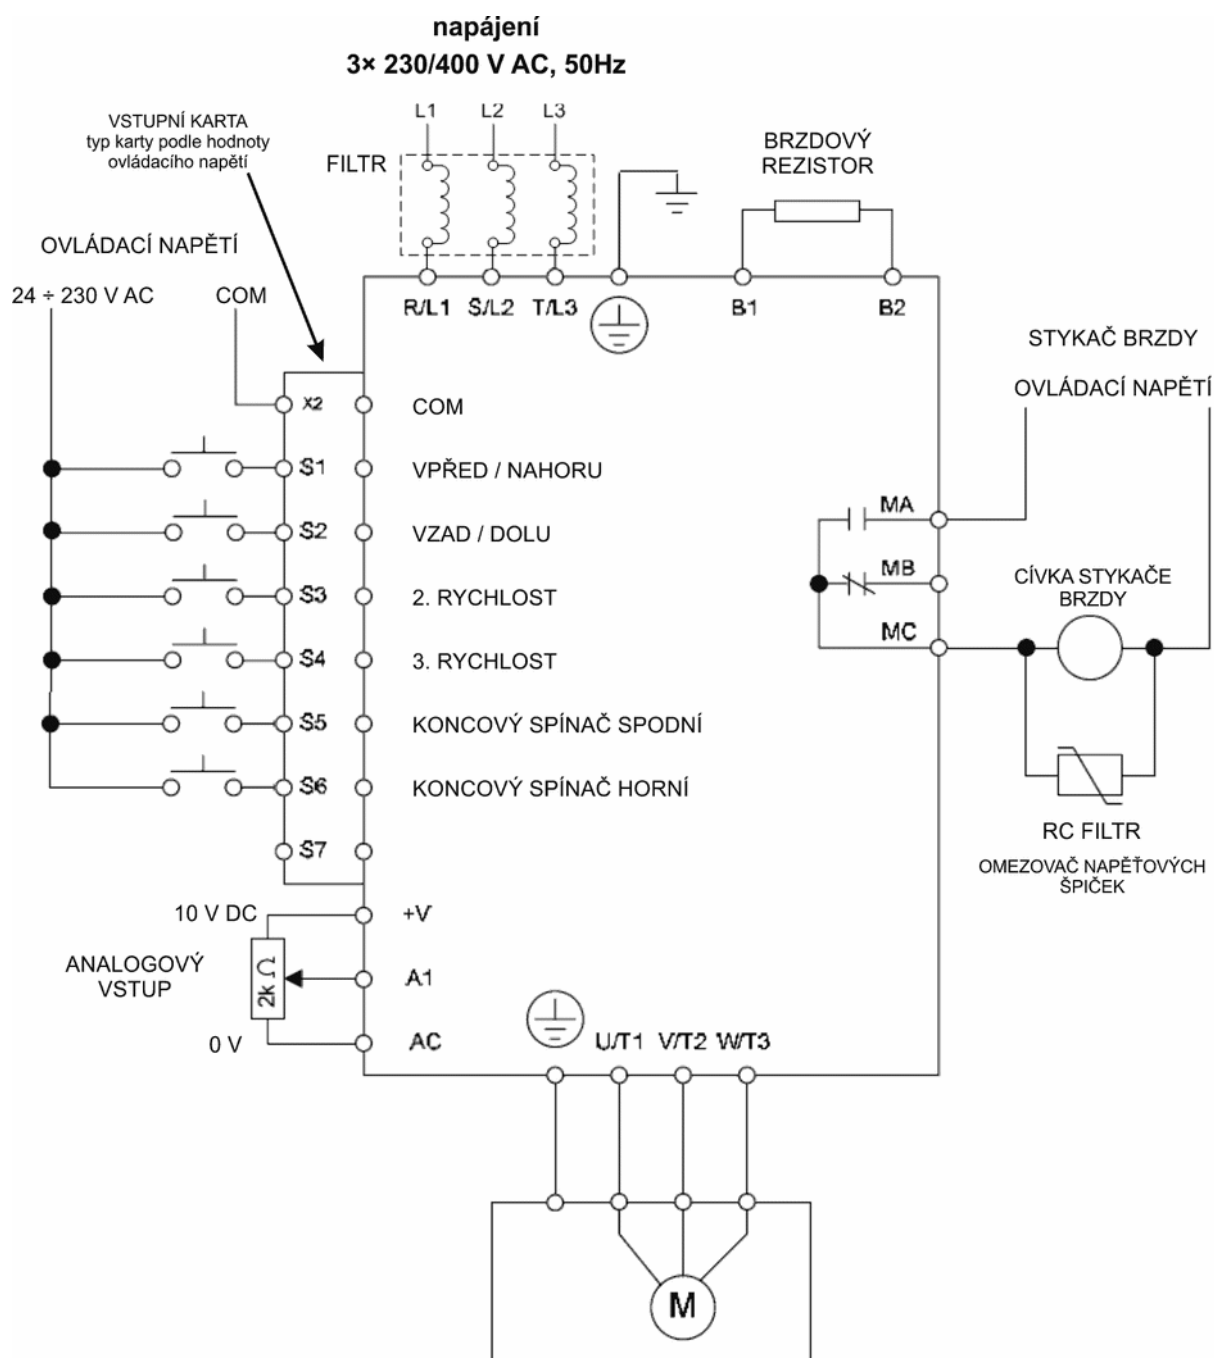 napájení
3× 230/400 V AC, 50Hz
L1 L2 L3
VSTUPNÍ KARTA
typ karty podle hodnoty
ovládacího napětí
FILTR
BRZDOVÝ
REZISTOR
OVLÁDACÍ NAPĚTÍ
24 ÷ 230 V AC COM
R/L1 S/L2 T/L3 B1 B2
STYKAČ BRZDY
OVLÁDACÍ NAPĚTÍ
X2 COM
S1 VPŘED / NAHORU
S2 VZAD / DOLU
S3 2. RYCHLOST
S4 3. RYCHLOST
S5 KONCOVÝ SPÍNAČ SPODNÍ
S6 KONCOVÝ SPÍNAČ HORNÍ
S7
MA
MB
MC
CÍVKA STYKAČE
BRZDY
RC FILTR
OMEZOVAČ NAPĚŤOVÝCH
ŠPIČEK
10 V DC +V
ANALOGOVÝ
VSTUP
2k Ω
A1
0 V AC
U/T1 V/T2 W/T3
M